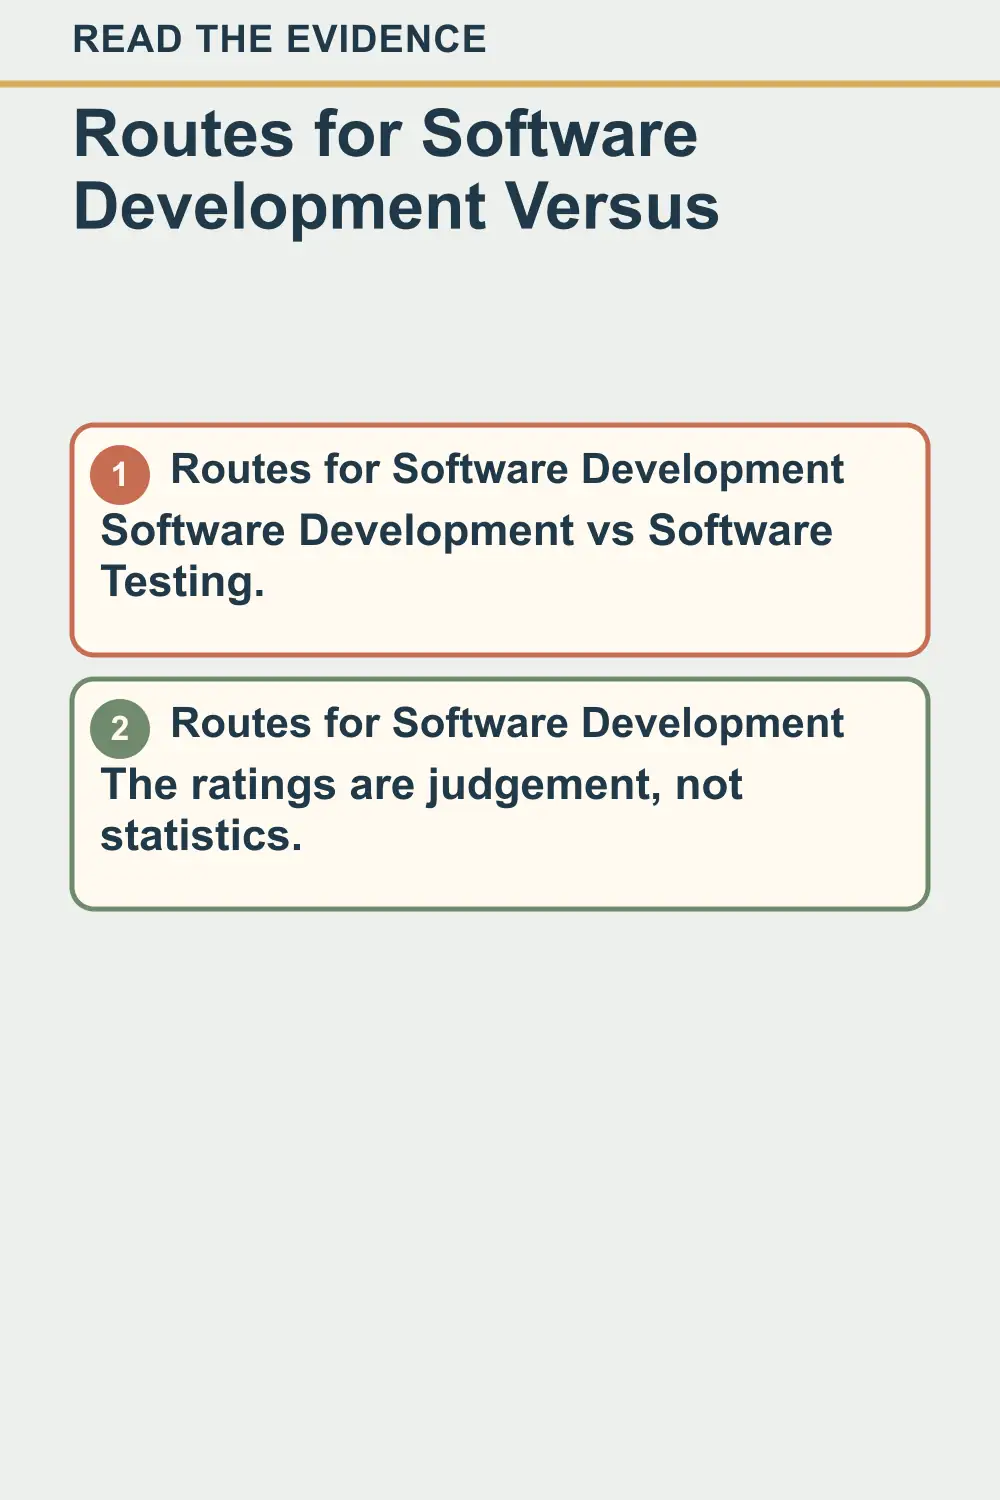 READ THE EVIDENCE
Routes for Software
Development Versus
1 Routes for Software Development
Software Development vs Software
Testing.
2 Routes for Software Development
The ratings are judgement, not
statistics.